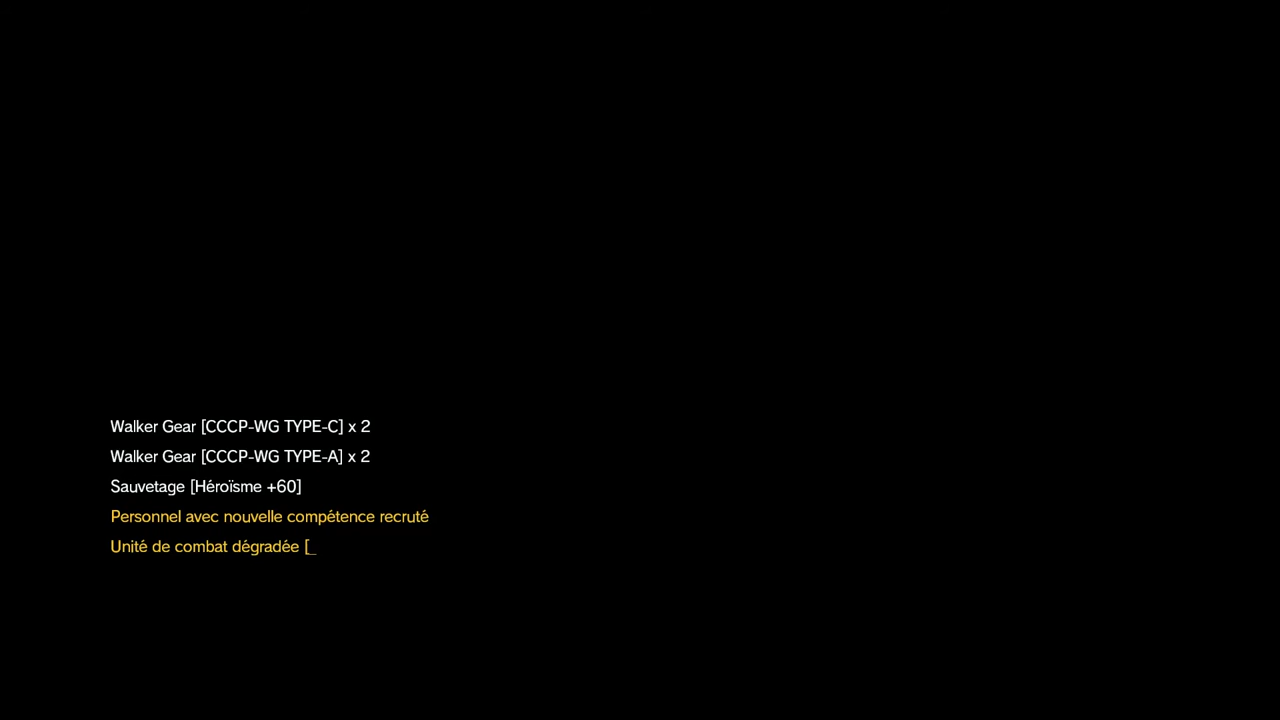 Walker Gear [CCCP-WG TYPE-C] x 2
Walker Gear [CCCP-WG TYPE-A] x 2
Sauvetage [Héroïsme +60]
Personnel avec nouvelle compétence recruté
Unité de combat dégradée [_